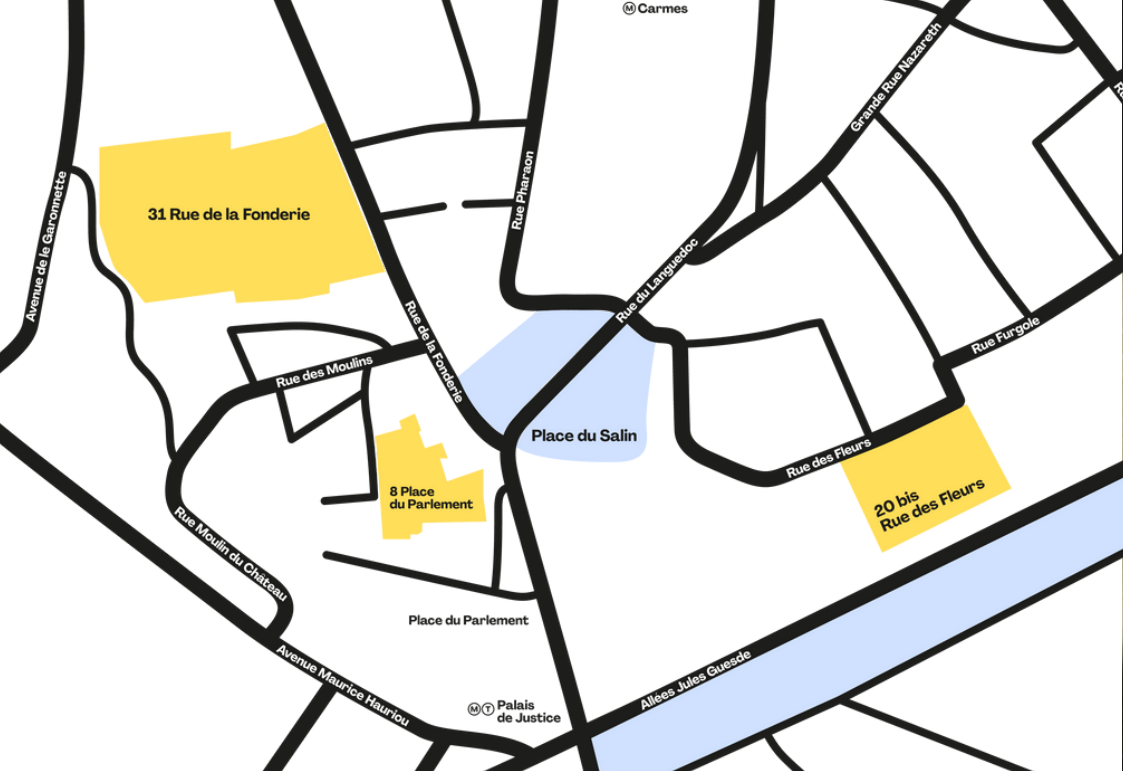 Ⓜ Carmes
Grande Rue Nazareth
Rue Pharaon
Avenue de le Garonnette
31 Rue de la Fonderie
Rue du Languedoc
Rue de la Fonderie
Rue Furgole
Rue des Moulins
Place du Salin
Rue des Fleurs
8 Place
du Parlement
20 bis
Rue des Fleurs
Rue Moulin du Château
Place du Parlement
Avenue Maurice Hauriou
Allées Jules Guesde
Ⓜ Ⓣ Palais
de Justice